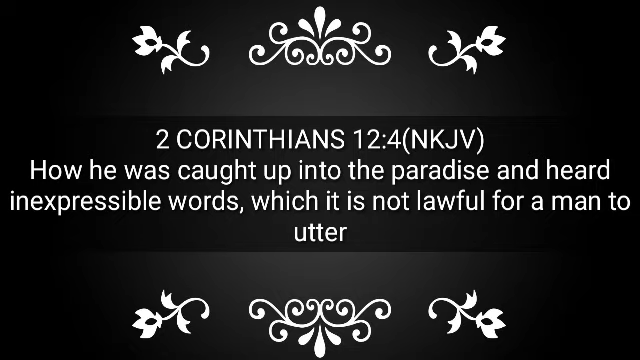 2 CORINTHIANS 12:4(NKJV)
How he was caught up into the paradise and heard
inexpressible words, which it is not lawful for a man to
utter